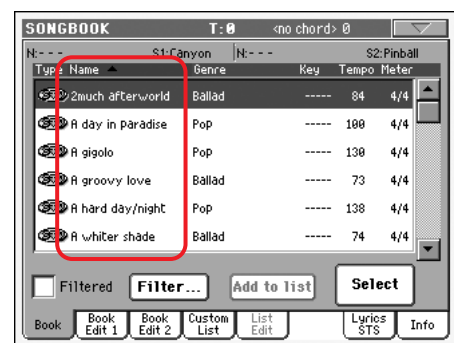 SONGBOOK T:0 <no chord> 0
N:- - - S1:Canyon N:- - - S2:Pinball
Type Name Genre Key Tempo Meter
2much afterworld Ballad ----- 84 4/4
A day in paradise Pop ----- 100 4/4
A gigolo Pop ----- 130 4/4
A groovy love Ballad ----- 73 4/4
A hard day/night Pop ----- 138 4/4
A whiter shade Ballad ----- 74 4/4
Filtered Filter... Add to list Select
Book Book Edit 1 Book Edit 2 Custom List List Edit Lyrics STS Info